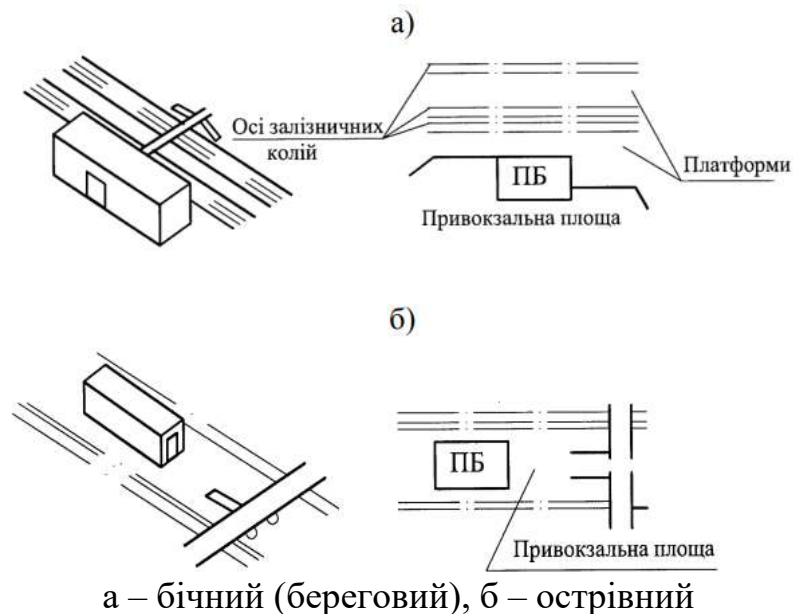 а)
Осі залізничних
колій
Платформи
ПБ
Привокзальна площа
б)
ПБ
Привокзальна площа
а – бічний (береговий), б – острівний